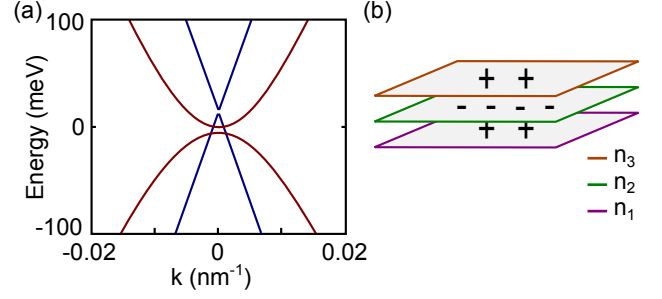 (a)
100
0
-100
Energy (meV)
-0.02
0
0.02
k (nm⁻¹)
(b)
+ +
- - - -
+ +
n₃
n₂
n₁